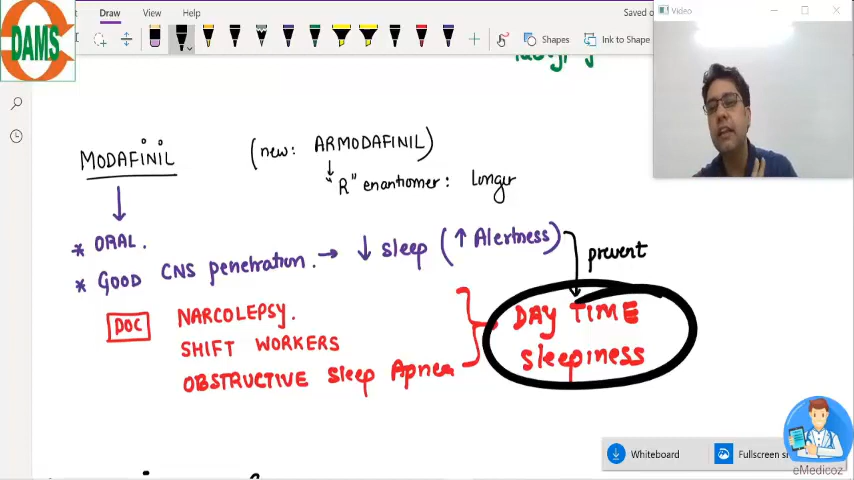 DAMS
Draw
View
Saved on
Video
Shapes
Ink to Shape
MODAFINIL
(new: ARMODAFINIL)
"R" enantiomer: longer
* ORAL.
* GOOD CNS penetration. → ↓ sleep (↑ Alertness)
prevent
DOC
NARCOLEPSY.
SHIFT WORKERS
OBSTRUCTIVE Sleep Apnea
DAY TIME
sleepiness
Whiteboard
Fullscreen
eMedicoz